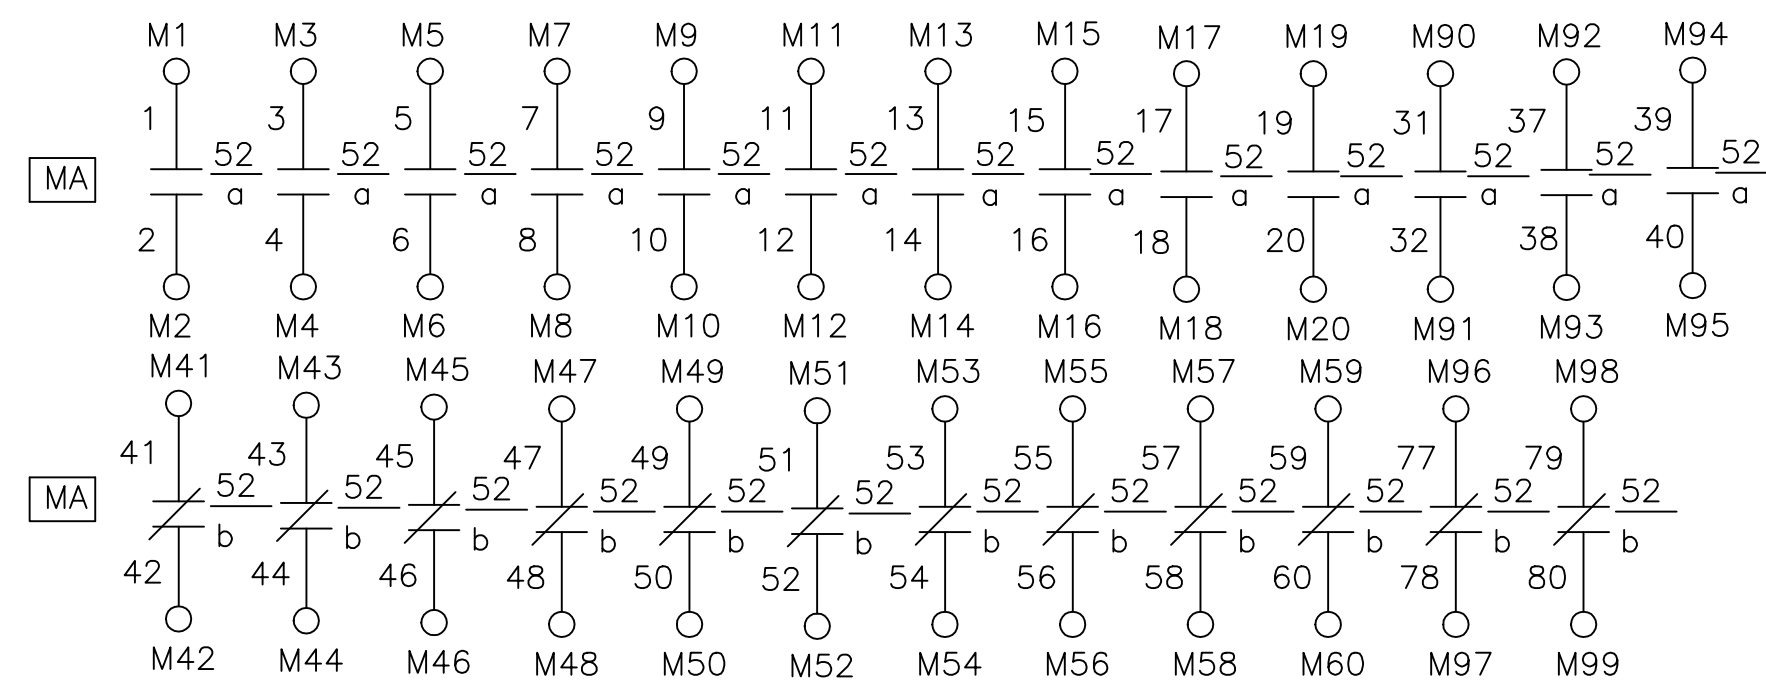 M1 M3 M5 M7 M9 M11 M13 M15 M17 M19 M90 M92 M94
1 3 5 7 9 11 13 15 17 19 31 37 39
52 52 52 52 52 52 52 52 52 52 52 52 52
MA a a a a a a a a a a a a a
2 4 6 8 10 12 14 16 18 20 32 38 40
M2 M4 M6 M8 M10 M12 M14 M16 M18 M20 M91 M93 M95
M41 M43 M45 M47 M49 M51 M53 M55 M57 M59 M96 M98
41 43 45 47 49 51 53 55 57 59 77 79
MA 52 52 52 52 52 52 52 52 52 52 52 52
b b b b b b b b b b b b
42 44 46 48 50 52 54 56 58 60 78 80
M42 M44 M46 M48 M50 M52 M54 M56 M58 M60 M97 M99